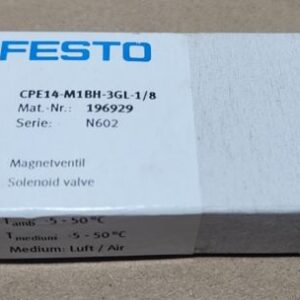 FESTO
CPE14-M1BH-3GL-1/8
Mat.-Nr.: 196929
Serie: N602
Magnetventil
Solenoid valve
Tamb -5 - 50°C
Tmedium -5 - 50°C
Medium: Luft / Air